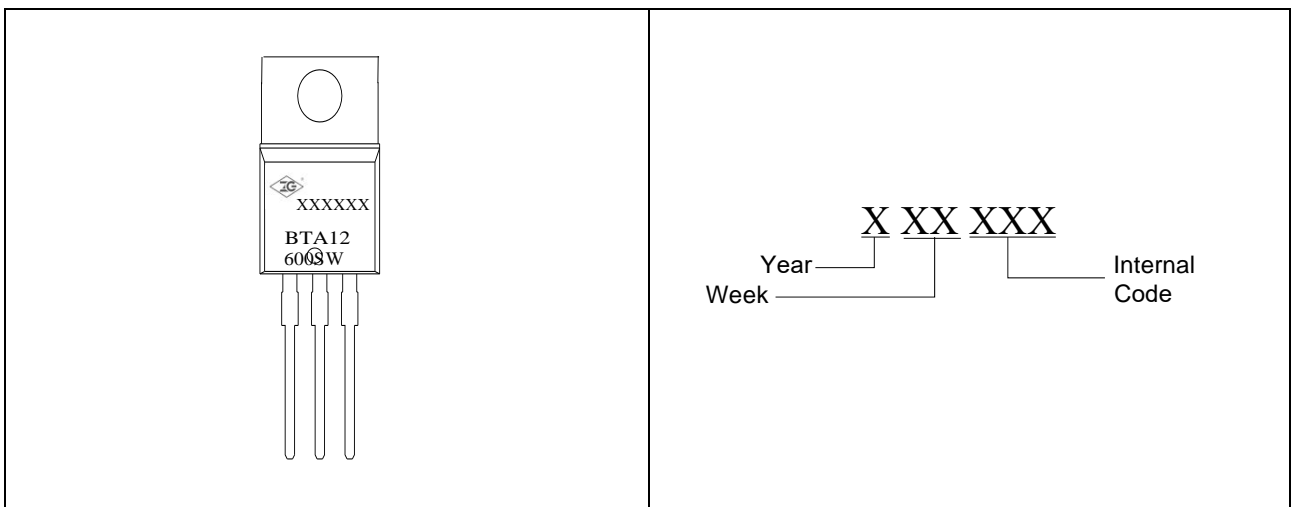 XXXXXX
BTA12
600SW
X XX XXX
Year
Week
Internal
Code